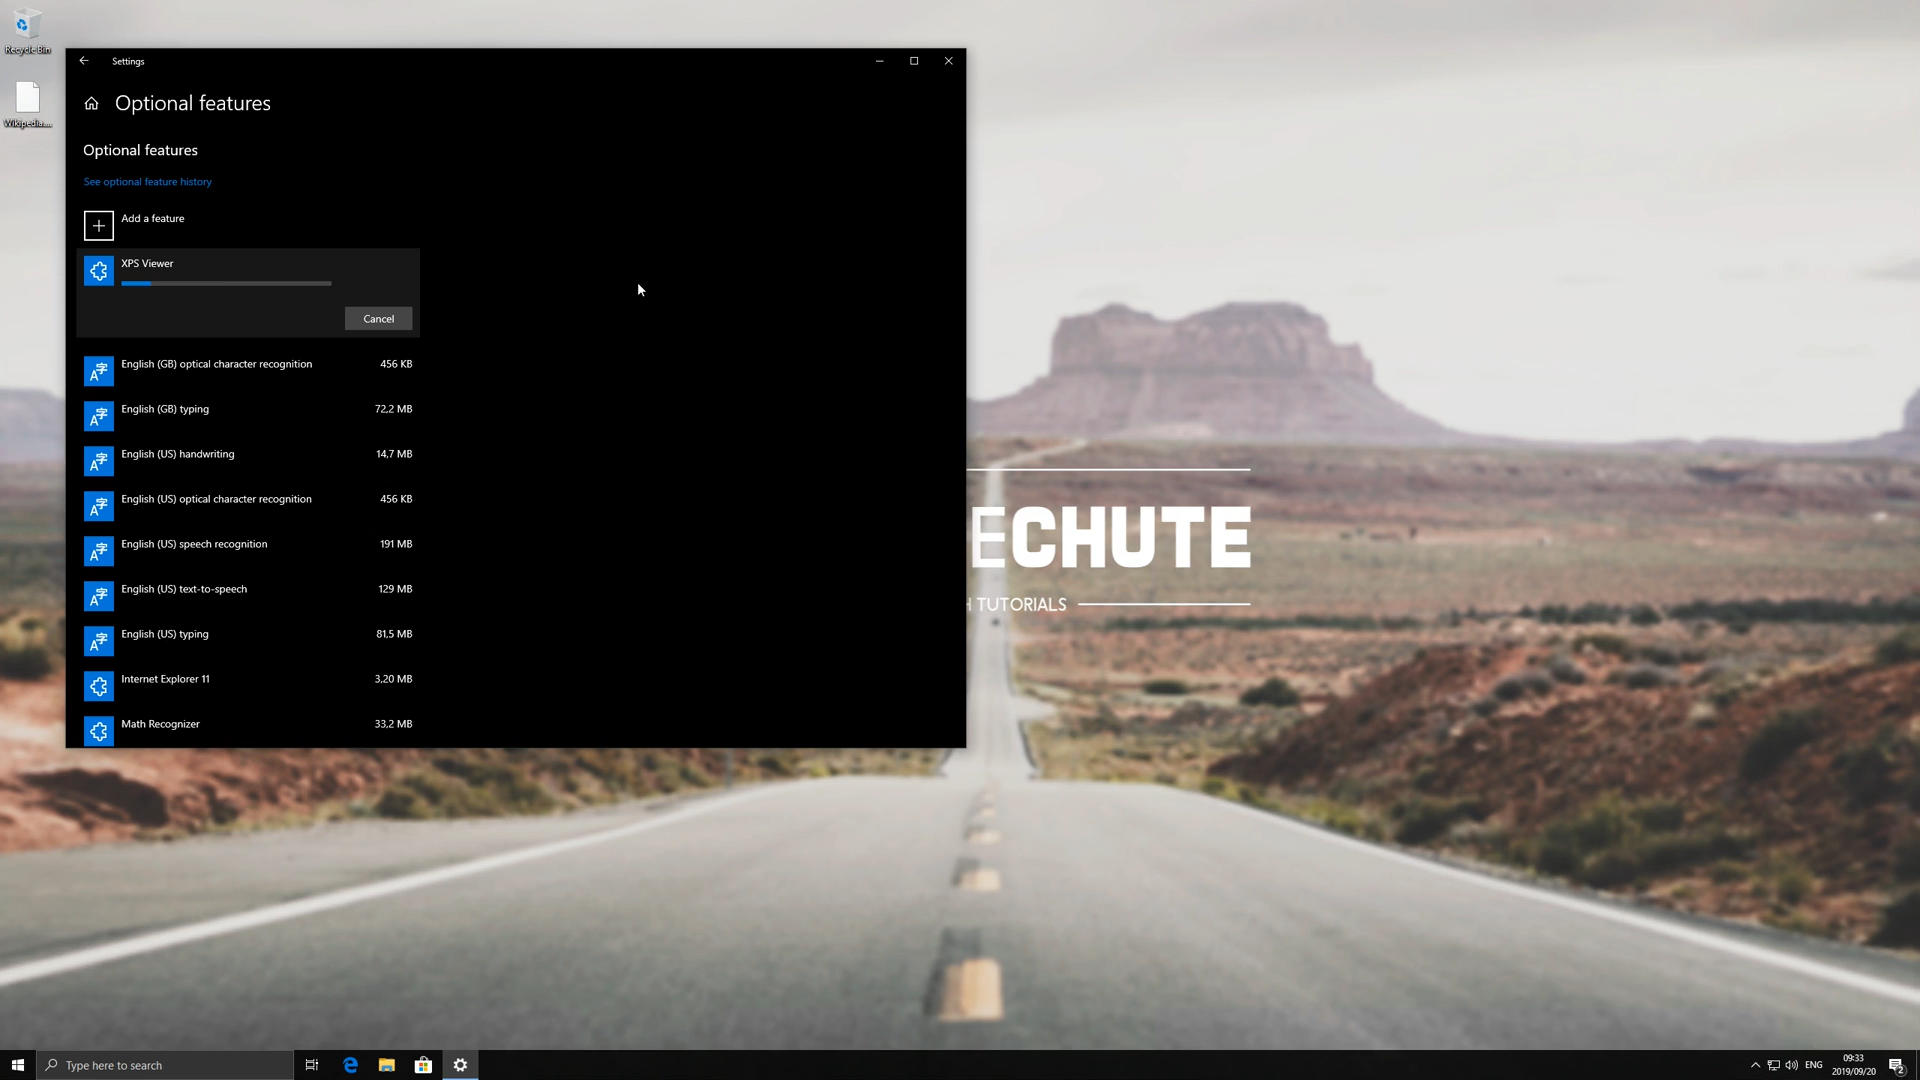 Recycle Bin
Wikipedia....
Settings
Optional features
Optional features
See optional feature history
Add a feature
XPS Viewer
Cancel
English (GB) optical character recognition 456 KB
English (GB) typing 72,2 MB
English (US) handwriting 14,7 MB
English (US) optical character recognition 456 KB
English (US) speech recognition 191 MB
English (US) text-to-speech 129 MB
English (US) typing 81,5 MB
Internet Explorer 11 3,20 MB
Math Recognizer 33,2 MB
ECHUTE
H TUTORIALS
Type here to search
ENG
09:33
2019/09/20
2